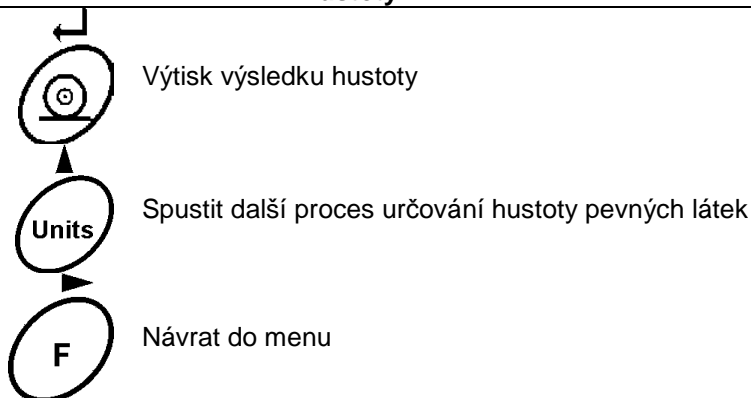 Výtisk výsledku hustoty
Units
Spustit další proces určování hustoty pevných látek
F
Návrat do menu